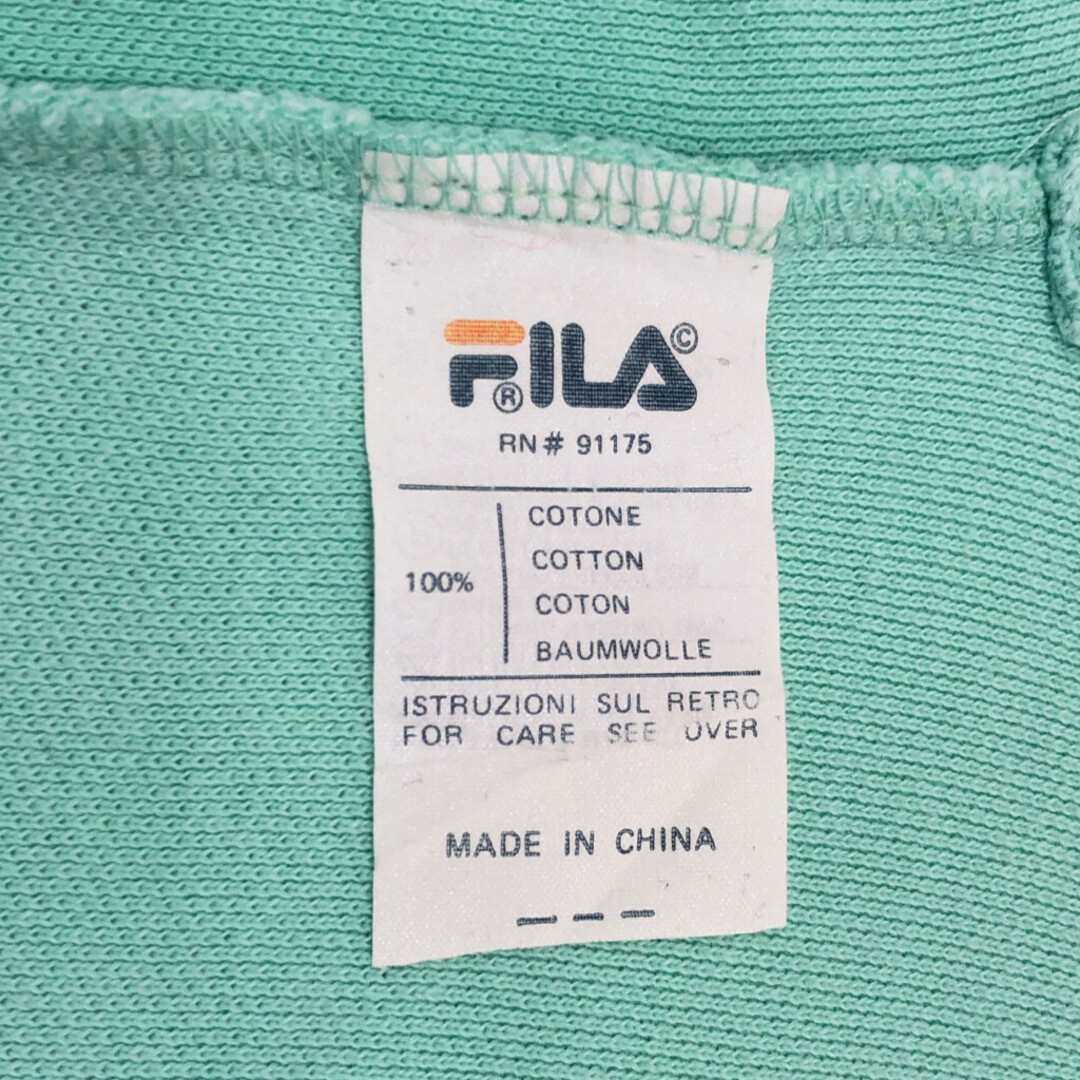 FILA©
®
RN# 91175
100%
COTONE
COTTON
COTON
BAUMWOLLE
ISTRUZIONI SUL RETRO
FOR CARE SEE OVER
MADE IN CHINA
— — —